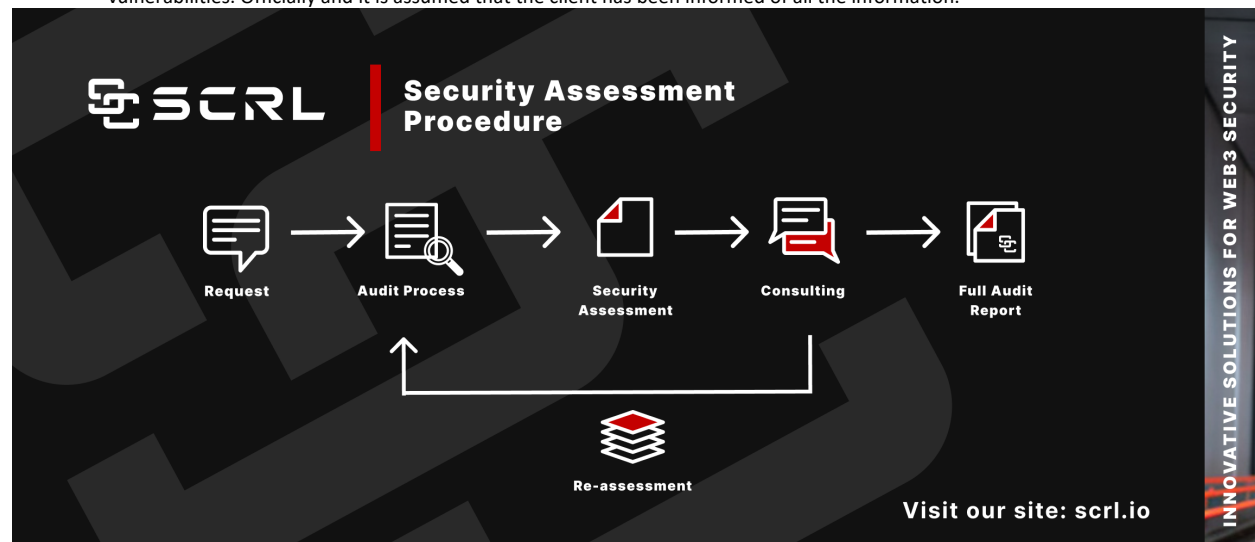 vulnerabilities. Officially and it is assumed that the client has been informed of all the information.
SCRL
Security Assessment
Procedure
Request
Audit Process
Security
Assessment
Consulting
Full Audit
Report
Re-assessment
Visit our site: scrl.io
INNOVATIVE SOLUTIONS FOR WEB3 SECURITY